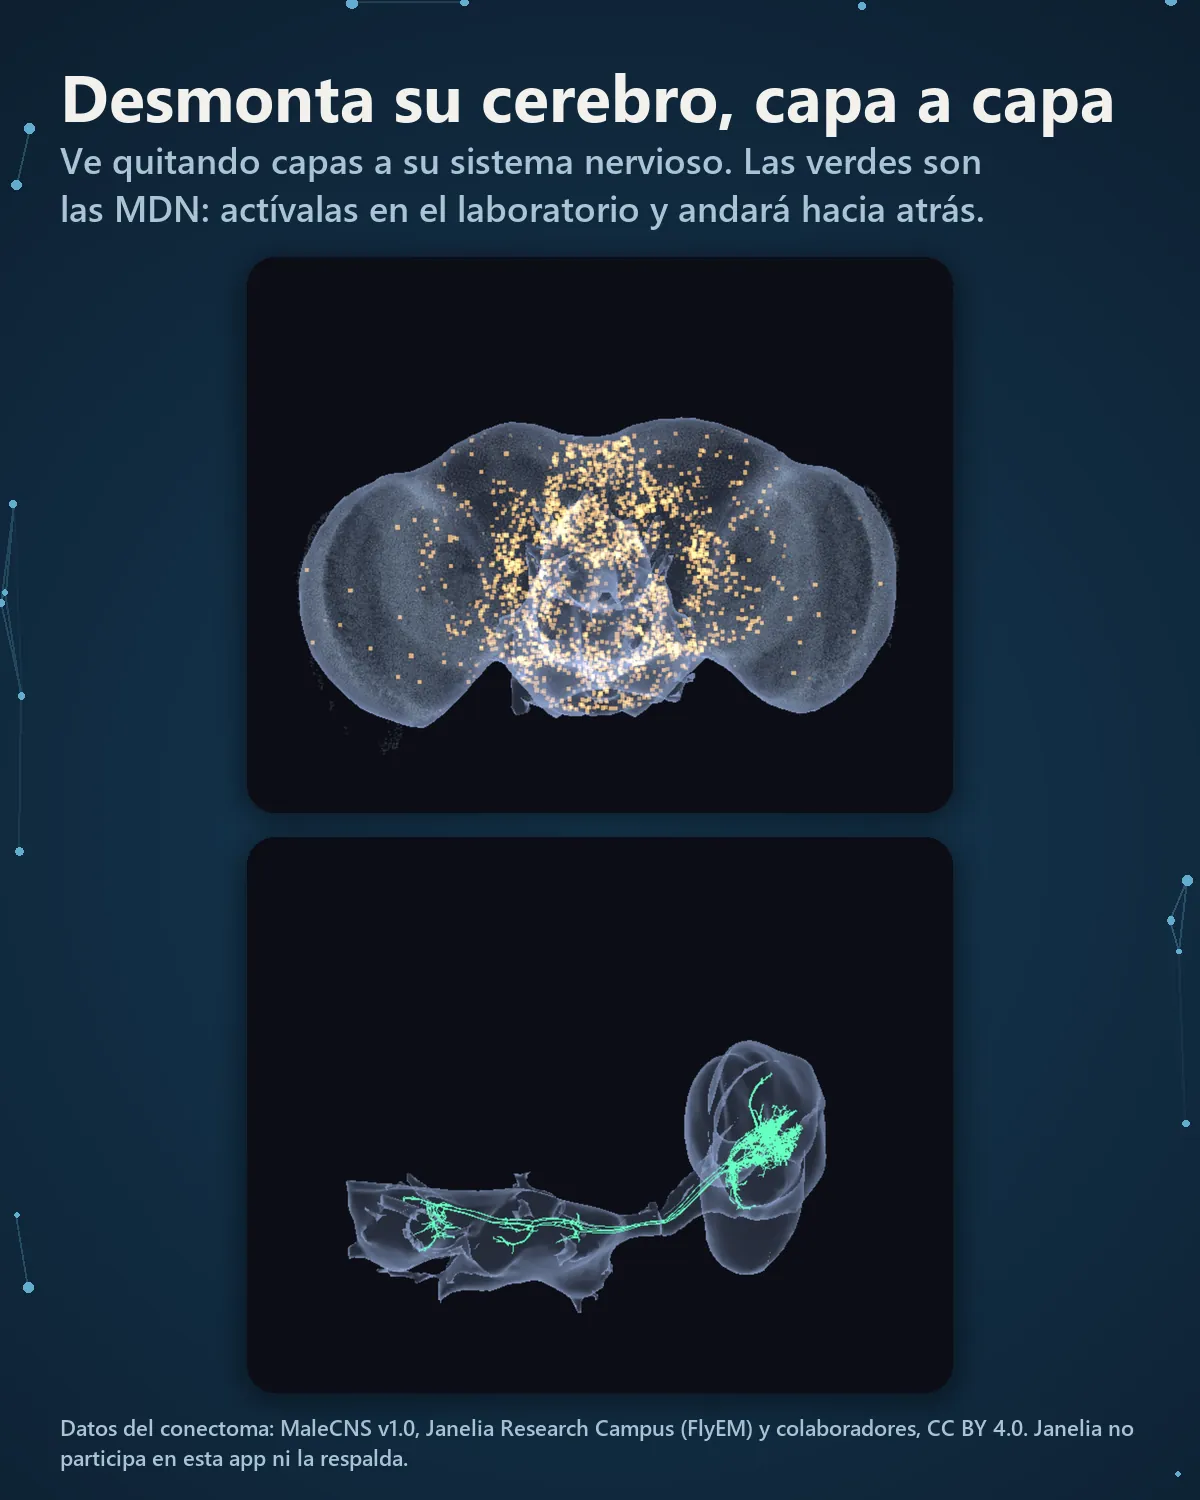 Desmonta su cerebro, capa a capa
Ve quitando capas a su sistema nervioso. Las verdes son
las MDN: actívalas en el laboratorio y andará hacia atrás.
Datos del conectoma: MaleCNS v1.0, Janelia Research Campus (FlyEM) y colaboradores, CC BY 4.0. Janelia no
participa en esta app ni la respalda.